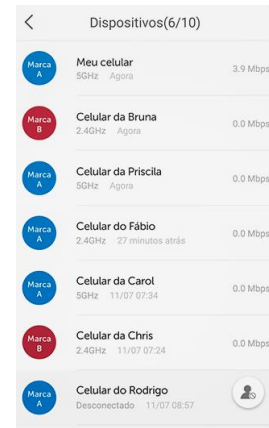 Dispositivos(6/10)
Marca A
Meu celular
5GHz Agora
3.9 Mbps
Marca B
Celular da Bruna
2.4GHz Agora
0.0 Mbps
Marca A
Celular da Priscila
5GHz Agora
0.0 Mbps
Marca A
Celular do Fábio
2.4GHz 27 minutos atrás
0.0 Mbps
Marca A
Celular da Carol
5GHz 11/07 07:34
0.0 Mbps
Marca B
Celular da Chris
2.4GHz 11/07 07:24
0.0 Mbps
Marca A
Celular do Rodrigo
Desconectado 11/07 08:57